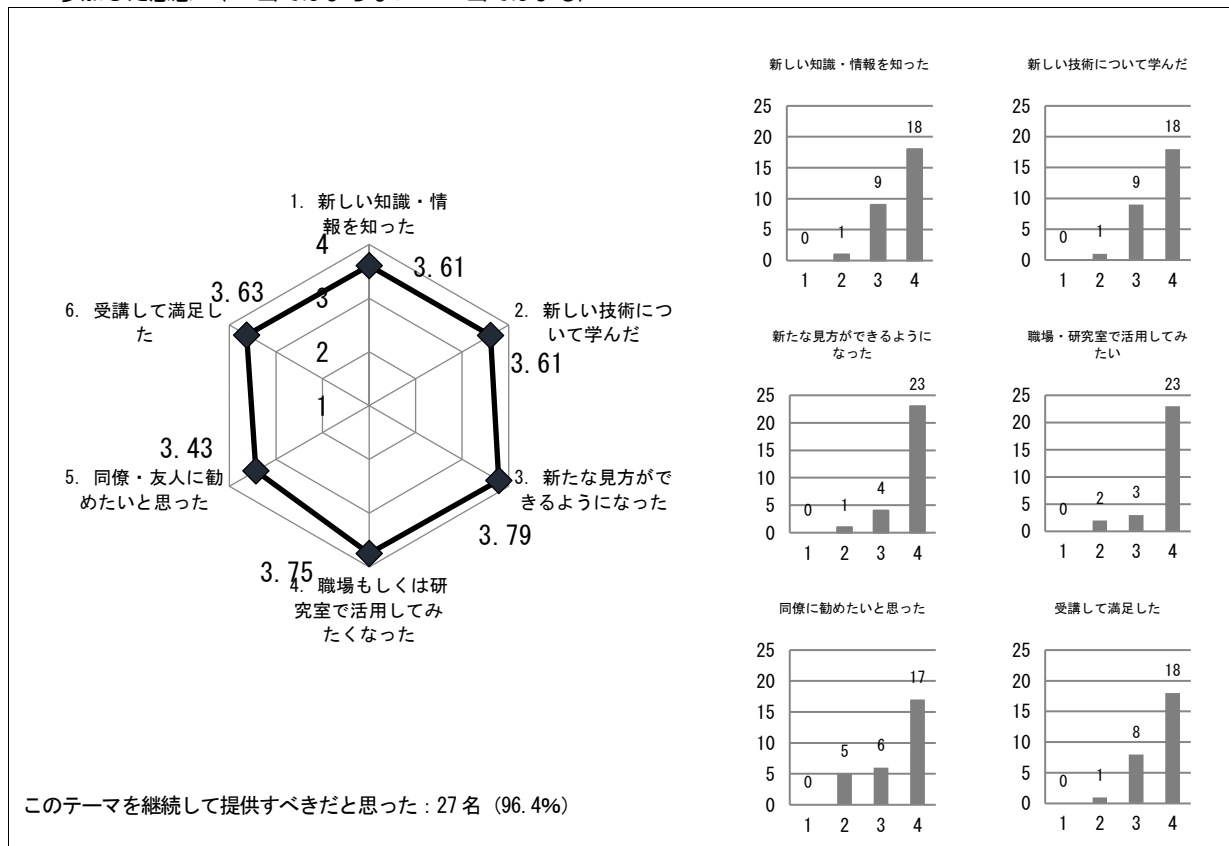 1. 新しい知識・情
報を知った
4
3.61
3.63
3
6. 受講して満足し
た
2. 新しい技術につ
いて学んだ
2
3.61
1
3.43
5. 同僚・友人に勧
めたいと思った
3. 新たな見方がで
きるようになった
3.79
3.75
4. 職場もしくは研
究室で活用してみ
たくなった
このテーマを継続して提供すべきだと思った：27名（96.4%）
新しい知識・情報を知った
25
20
15
10
5
0
0
1
9
18
1 2 3 4
新しい技術について学んだ
25
20
15
10
5
0
0
1
9
18
1 2 3 4
新たな見方ができるように
なった
25
20
15
10
5
0
0
1
4
23
1 2 3 4
職場・研究室で活用してみ
たい
25
20
15
10
5
0
0
2
3
23
1 2 3 4
同僚に勧めたいと思った
25
20
15
10
5
0
0
5
6
17
1 2 3 4
受講して満足した
25
20
15
10
5
0
0
1
8
18
1 2 3 4